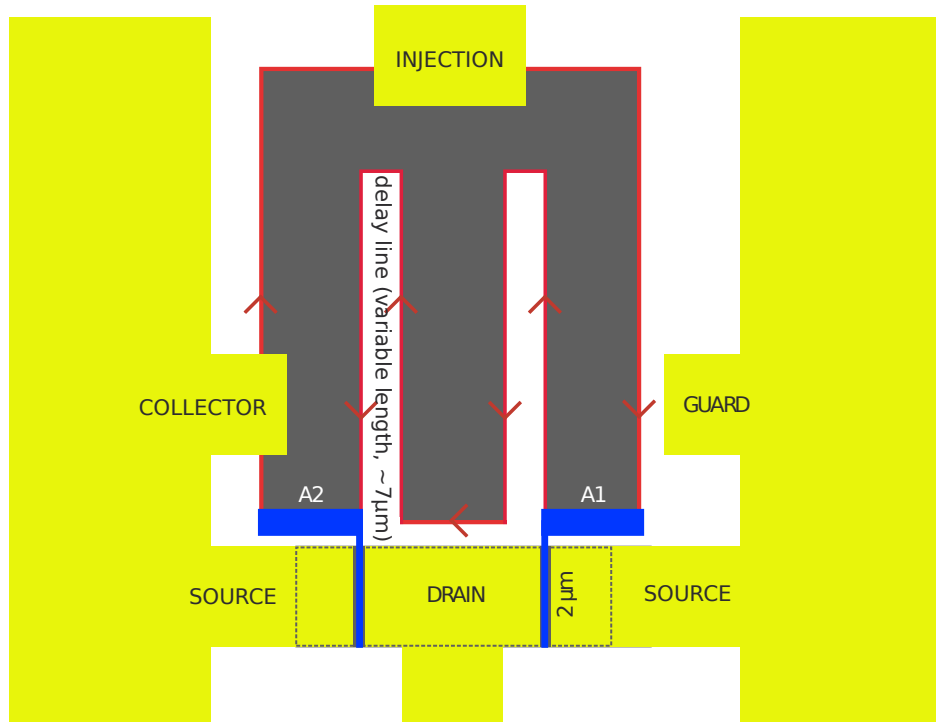 INJECTION
delay line (variable length, ~7µm)
COLLECTOR
GUARD
A2
A1
SOURCE
DRAIN
2 µm
SOURCE